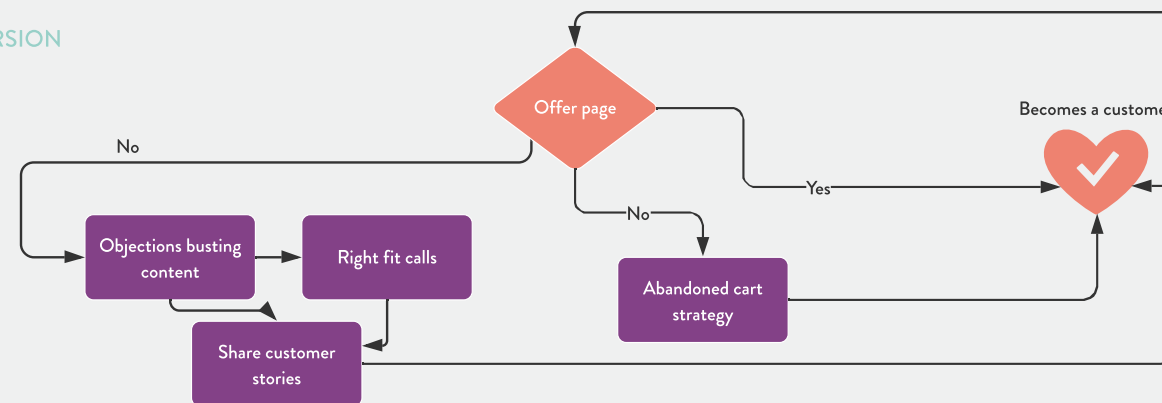 RSION
Offer page
Becomes a custome
No
Yes
No
Objections busting
content
Right fit calls
Abandoned cart
strategy
Share customer
stories